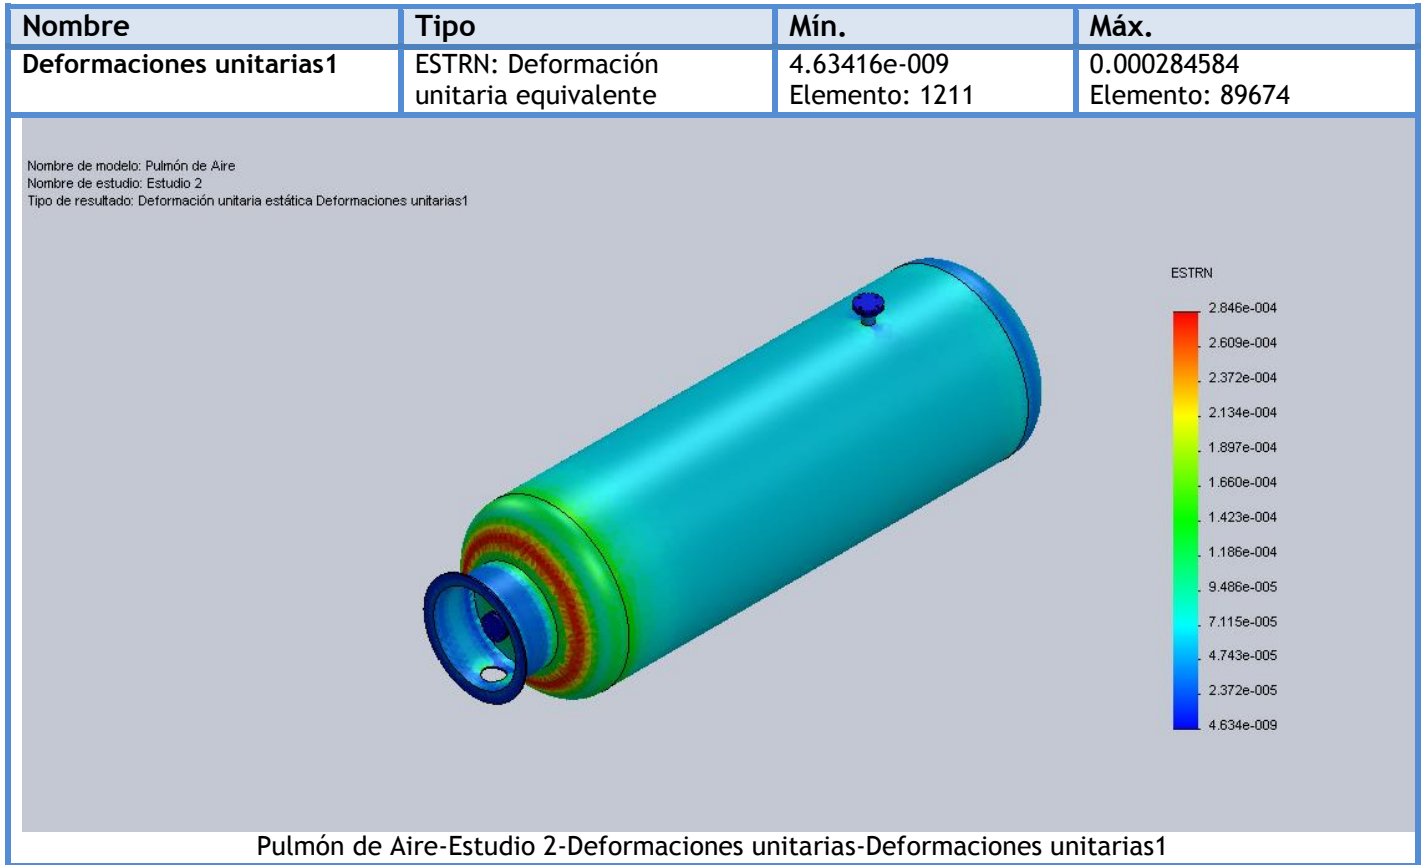 Nombre Tipo Mín. Máx.
Deformaciones unitarias1 ESTRN: Deformación 4.63416e-009 0.000284584
unitaria equivalente Elemento: 1211 Elemento: 89674
Nombre de modelo: Pulmón de Aire
Nombre de estudio: Estudio 2
Tipo de resultado: Deformación unitaria estática Deformaciones unitarias1
ESTRN
2.846e-004
2.609e-004
2.372e-004
2.134e-004
1.897e-004
1.660e-004
1.423e-004
1.186e-004
9.486e-005
7.115e-005
4.743e-005
2.372e-005
4.634e-009
Pulmón de Aire-Estudio 2-Deformaciones unitarias-Deformaciones unitarias1